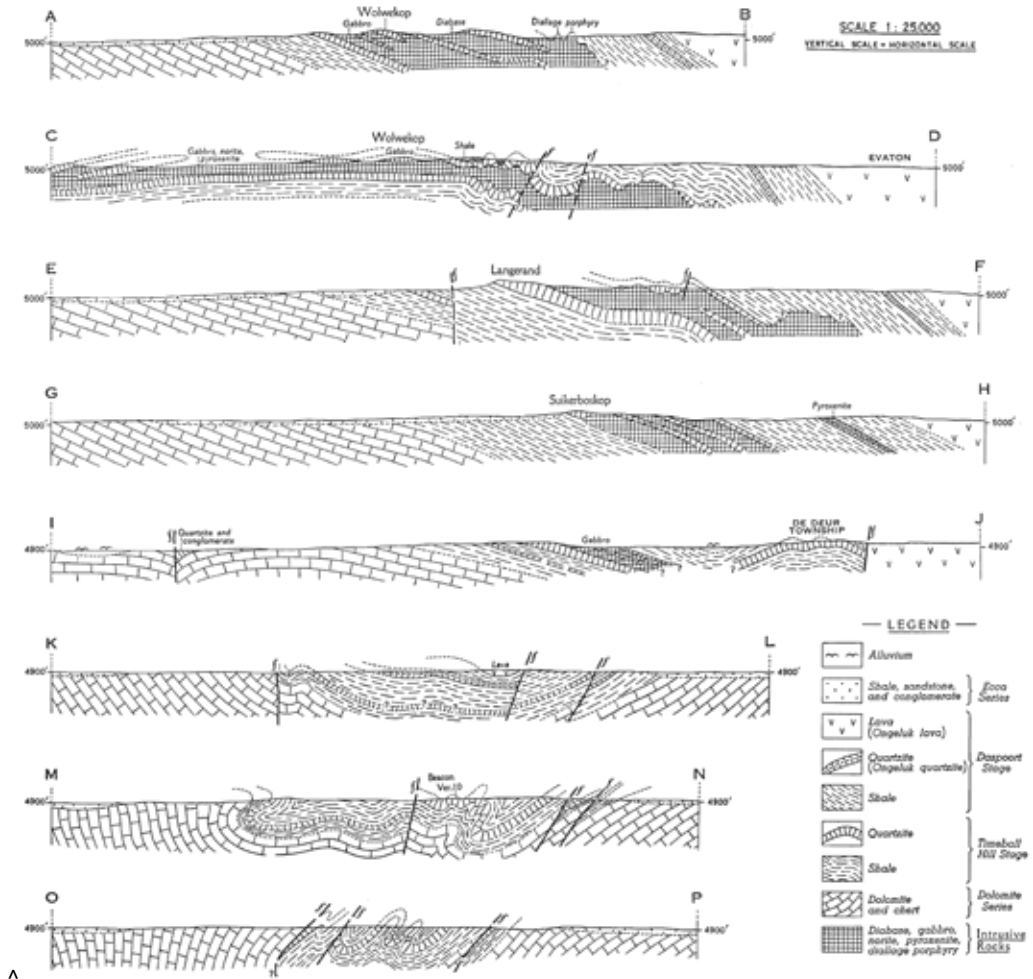 A
B
Wolwekop
Gabbro
Diabase
Diallage porphyry
5000'
5000'
SCALE 1: 25,000
VERTICAL SCALE = HORIZONTAL SCALE
C
D
Wolwekop
Gabbro, norite, pyroxenite
Gabbro
Shale
EVATON
5000'
5000'
E
F
Langerand
5000'
5000'
G
H
Suikerboskop
Pyroxenite
5000'
5000'
I
J
Quartzite and
conglomerate
Gabbro
DE DEUR
TOWNSHIP
4900'
4900'
K
L
Lava
4900'
4900'
M
N
Beacon
Ver.10
4900'
4900'
O
P
4900'
4900'
— LEGEND —
Alluvium
Shale, sandstone,
and conglomerate
Ecca
Series
Lava
(Ongeluk lava)
Quartzite
(Ongeluk quartzite)
Shale
Daspoort
Stage
Quartzite
Shale
Timeball
Hill Stage
Dolomite
and chert
Dolomite
Series
Diabase, gabbro,
norite, pyroxenite,
diallage porphyry
Intrusive
Rocks
A